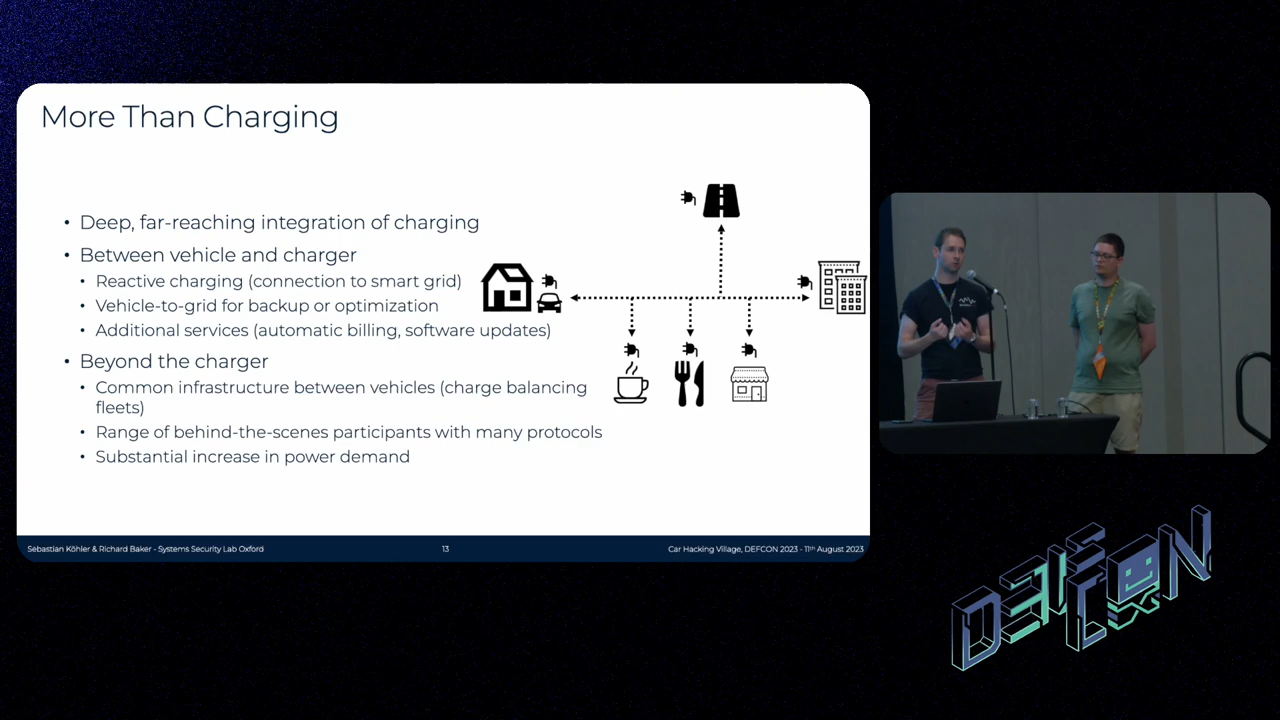 More Than Charging
• Deep, far-reaching integration of charging
• Between vehicle and charger
• Reactive charging (connection to smart grid)
• Vehicle-to-grid for backup or optimization
• Additional services (automatic billing, software updates)
• Beyond the charger
• Common infrastructure between vehicles (charge balancing
fleets)
• Range of behind-the-scenes participants with many protocols
• Substantial increase in power demand
Sebastian Köhler & Richard Baker - Systems Security Lab Oxford
13
Car Hacking Village, DEFCON 2023 - 11th August 2023
DEF CON